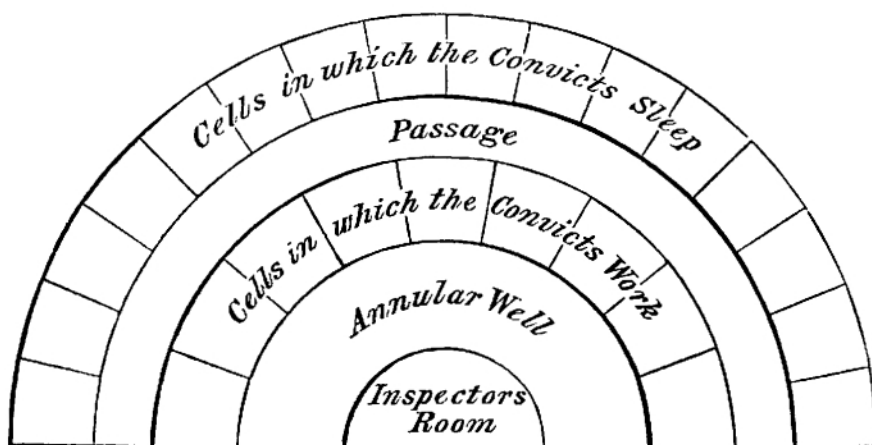 Cells in which the Convicts Sleep
Passage
Cells in which the Convicts Work
Annular Well
Inspectors
Room